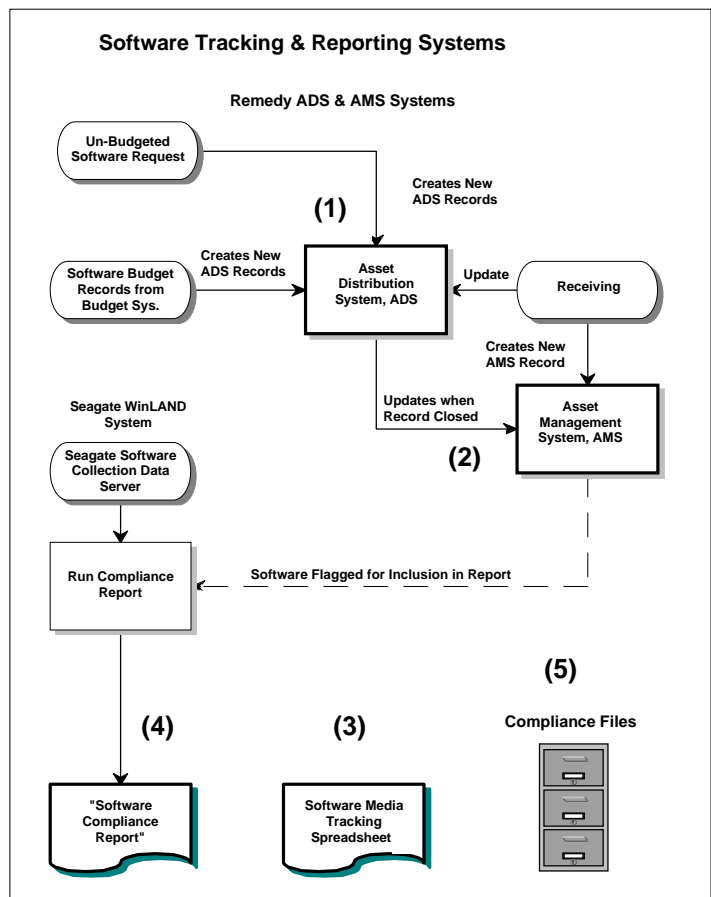 Software Tracking & Reporting Systems
Remedy ADS & AMS Systems
Un-Budgeted
Software Request
Creates New
ADS Records
(1)
Creates New
ADS Records
Software Budget
Records from
Budget Sys.
Asset
Distribution
System, ADS
Update
Receiving
Creates New
AMS Record
Updates when
Record Closed
Asset
Management
System, AMS
(2)
Seagate WinLAND
System
Seagate Software
Collection Data
Server
Run Compliance
Report
Software Flagged for Inclusion in Report
(5)
Compliance Files
(4)
(3)
"Software
Compliance
Report"
Software Media
Tracking
Spreadsheet